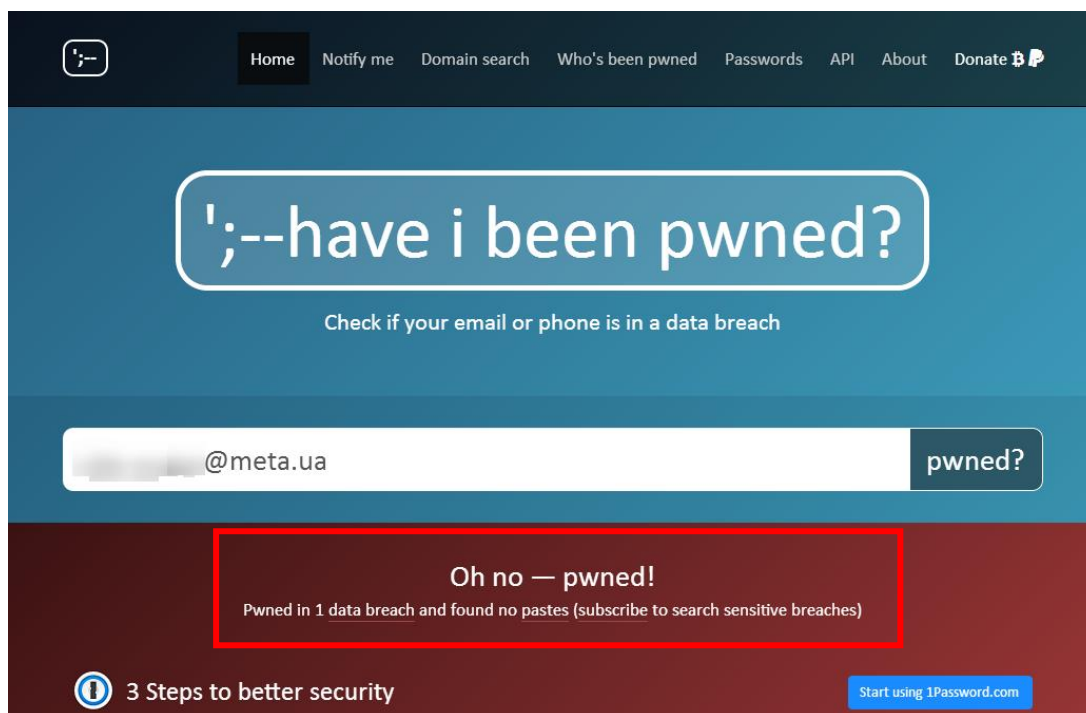 ';--
Home Notify me Domain search Who's been pwned Passwords API About Donate
';--have i been pwned?
Check if your email or phone is in a data breach
@meta.ua pwned?
Oh no — pwned!
Pwned in 1 data breach and found no pastes (subscribe to search sensitive breaches)
3 Steps to better security Start using 1Password.com